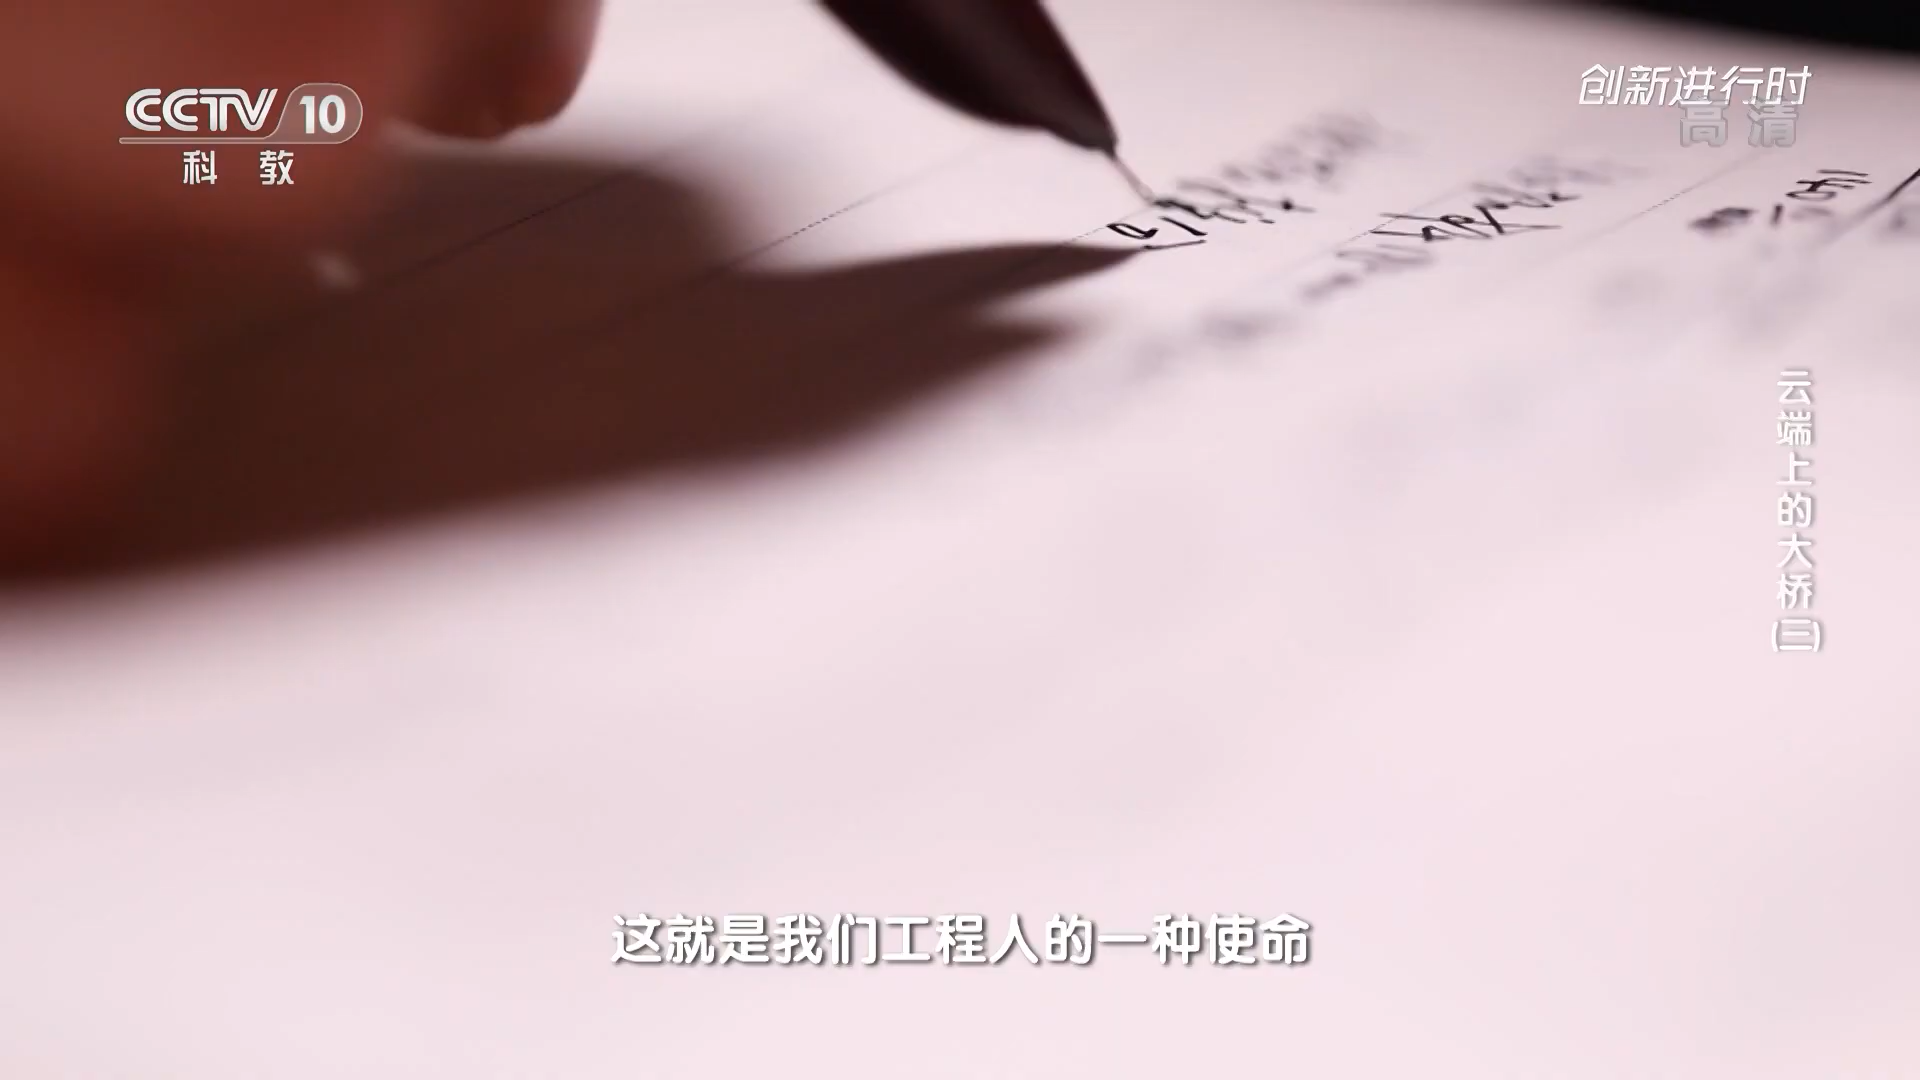 CCTV 10
科 教
创新进行时
高清
云端上的大桥(三)
这就是我们工程人的一种使命